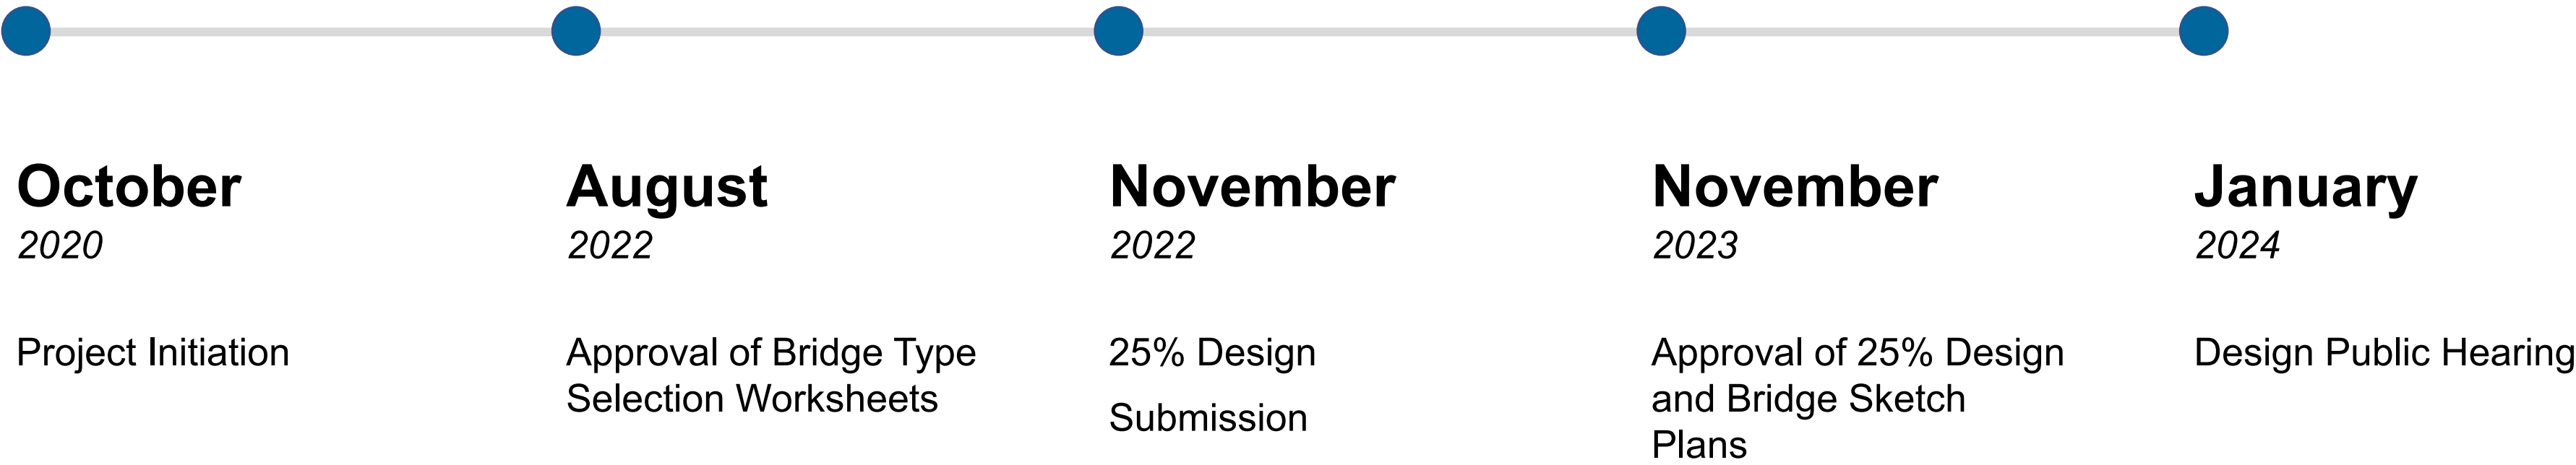 October
2020
Project Initiation
August
2022
Approval of Bridge Type
Selection Worksheets
November
2022
25% Design
Submission
November
2023
Approval of 25% Design
and Bridge Sketch
Plans
January
2024
Design Public Hearing